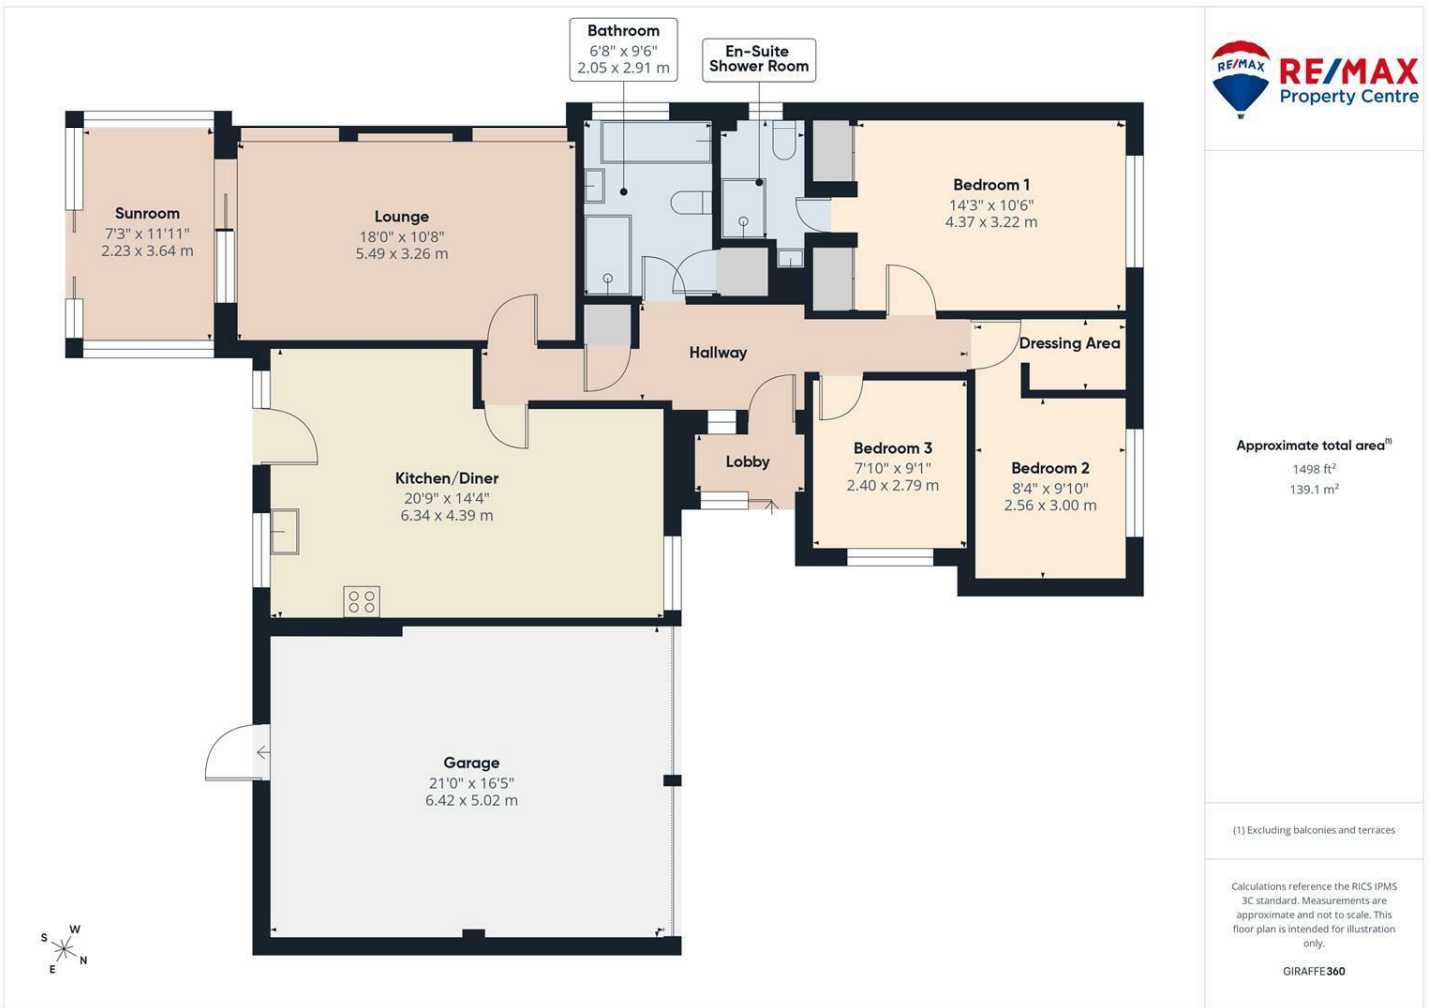 Bathroom
6'8" x 9'6"
2.05 x 2.91 m
En-Suite
Shower Room
Sunroom
7'3" x 11'11"
2.23 x 3.64 m
Lounge
18'0" x 10'8"
5.49 x 3.26 m
Bedroom 1
14'3" x 10'6"
4.37 x 3.22 m
Hallway
Dressing Area
Kitchen/Diner
20'9" x 14'4"
6.34 x 4.39 m
Lobby
Bedroom 3
7'10" x 9'1"
2.40 x 2.79 m
Bedroom 2
8'4" x 9'10"
2.56 x 3.00 m
Garage
21'0" x 16'5"
6.42 x 5.02 m
S
W
E
N
RE/MAX
RE/MAX
Property Centre
Approximate total area(1)
1498 ft²
139.1 m²
(1) Excluding balconies and terraces
Calculations reference the RICS IPMS
3C standard. Measurements are
approximate and not to scale. This
floor plan is intended for illustration
only.
GIRAFFE360